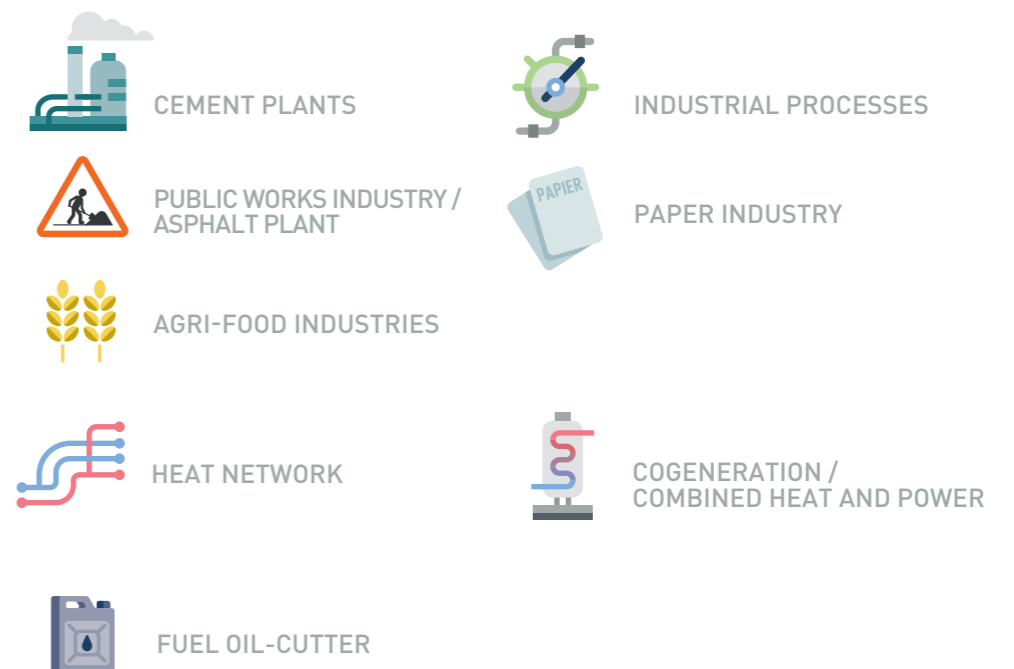 CEMENT PLANTS
INDUSTRIAL PROCESSES
PUBLIC WORKS INDUSTRY /
ASPHALT PLANT
PAPIER
PAPER INDUSTRY
AGRI-FOOD INDUSTRIES
HEAT NETWORK
COGENERATION /
COMBINED HEAT AND POWER
FUEL OIL-CUTTER